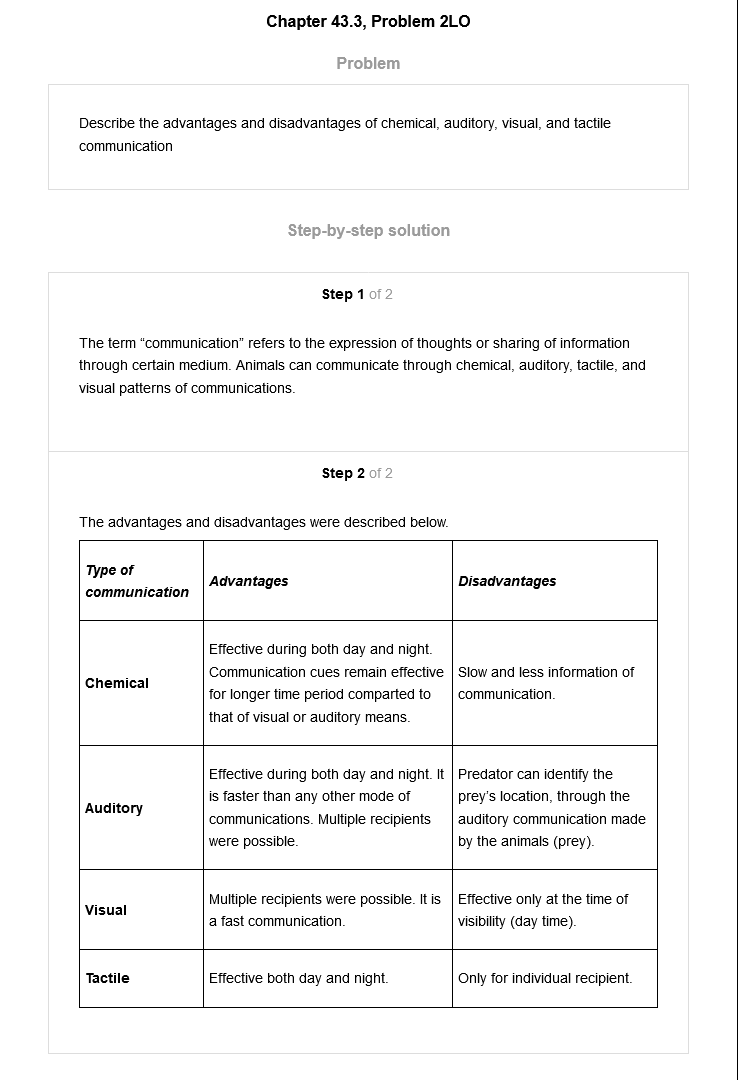 Chapter 43.3, Problem 2LO
Problem
Describe the advantages and disadvantages of chemical, auditory, visual, and tactile
communication
Step-by-step solution
Step 1 of 2
The term “communication” refers to the expression of thoughts or sharing of information
through certain medium. Animals can communicate through chemical, auditory, tactile, and
visual patterns of communications.
Step 2 of 2
The advantages and disadvantages were described below.
Type of
communication
Advantages
Disadvantages
Chemical
Effective during both day and night.
Communication cues remain effective
for longer time period comparted to
that of visual or auditory means.
Slow and less information of
communication.
Auditory
Effective during both day and night. It
is faster than any other mode of
communications. Multiple recipients
were possible.
Predator can identify the
prey’s location, through the
auditory communication made
by the animals (prey).
Visual
Multiple recipients were possible. It is
a fast communication.
Effective only at the time of
visibility (day time).
Tactile
Effective both day and night.
Only for individual recipient.